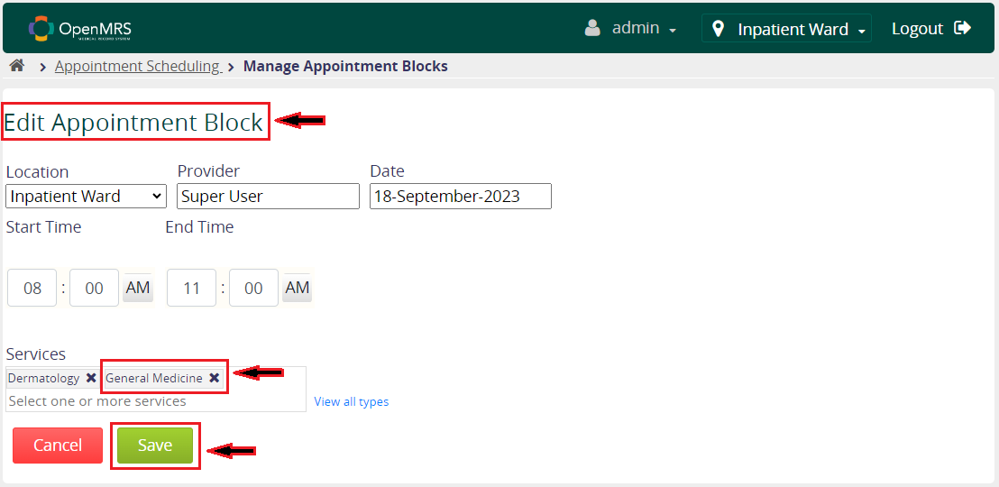 OpenMRS
MEDICAL RECORD SYSTEM
admin
Inpatient Ward
Logout
Appointment Scheduling
Manage Appointment Blocks
Edit Appointment Block
Location Provider Date
Inpatient Ward Super User 18-September-2023
Start Time End Time
08 : 00 AM 11 : 00 AM
Services
Dermatology General Medicine
Select one or more services
View all types
Cancel Save